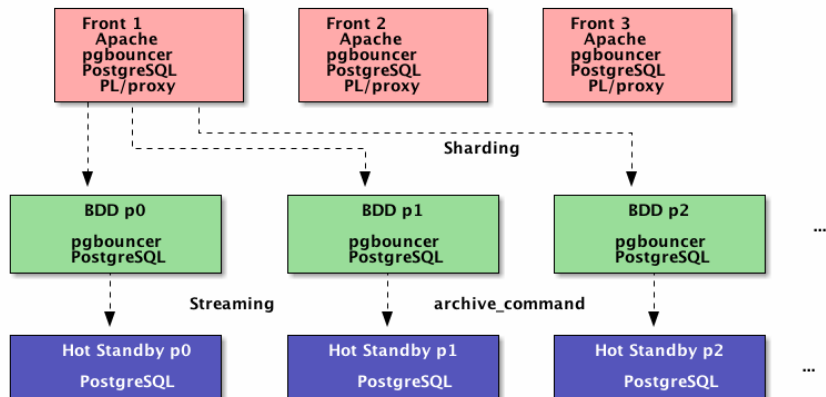 Front 1
Apache
pgbouncer
PostgreSQL
PL/proxy
Front 2
Apache
pgbouncer
PostgreSQL
PL/proxy
Front 3
Apache
pgbouncer
PostgreSQL
PL/proxy
Sharding
BDD p0
pgbouncer
PostgreSQL
BDD p1
pgbouncer
PostgreSQL
BDD p2
pgbouncer
PostgreSQL
...
Streaming
archive_command
Hot Standby p0
PostgreSQL
Hot Standby p1
PostgreSQL
Hot Standby p2
PostgreSQL
...